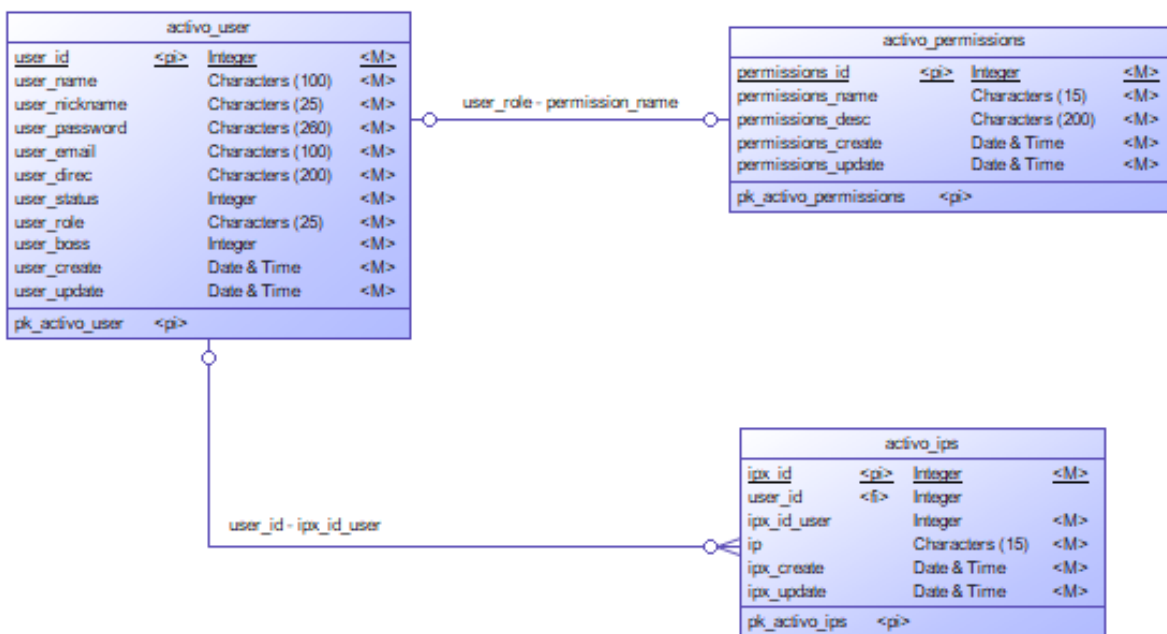 activo_user
user_id <pi> Integer <M>
user_name Characters (100) <M>
user_nickname Characters (25) <M>
user_password Characters (260) <M>
user_email Characters (100) <M>
user_direc Characters (200) <M>
user_status Integer <M>
user_role Characters (25) <M>
user_boss Integer <M>
user_create Date & Time <M>
user_update Date & Time <M>
pk_activo_user <pi>
user_role - permission_name
activo_permissions
permissions_id <pi> Integer <M>
permissions_name Characters (15) <M>
permissions_desc Characters (200) <M>
permissions_create Date & Time <M>
permissions_update Date & Time <M>
pk_activo_permissions <pi>
user_id - ipx_id_user
activo_ips
ipx_id <pi> Integer <M>
user_id <fi> Integer
ipx_id_user Integer <M>
ip Characters (15) <M>
ipx_create Date & Time <M>
ipx_update Date & Time <M>
pk_activo_ips <pi>